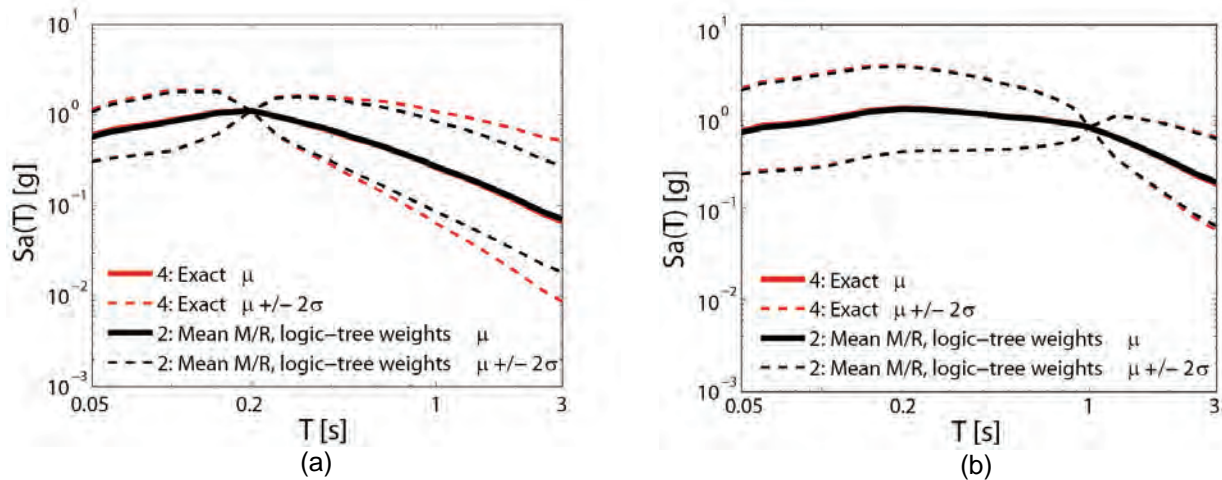 10¹
10⁰
10⁻¹
10⁻²
10⁻³
Sa(T) [g]
4: Exact μ
4: Exact μ +/− 2σ
2: Mean M/R, logic−tree weights μ
2: Mean M/R, logic−tree weights μ +/− 2σ
0.05 0.2 1 3
T [s]
(a)
10¹
10⁰
10⁻¹
10⁻²
10⁻³
Sa(T) [g]
4: Exact μ
4: Exact μ +/− 2σ
2: Mean M/R, logic−tree weights μ
2: Mean M/R, logic−tree weights μ +/− 2σ
0.05 0.2 1 3
T [s]
(b)